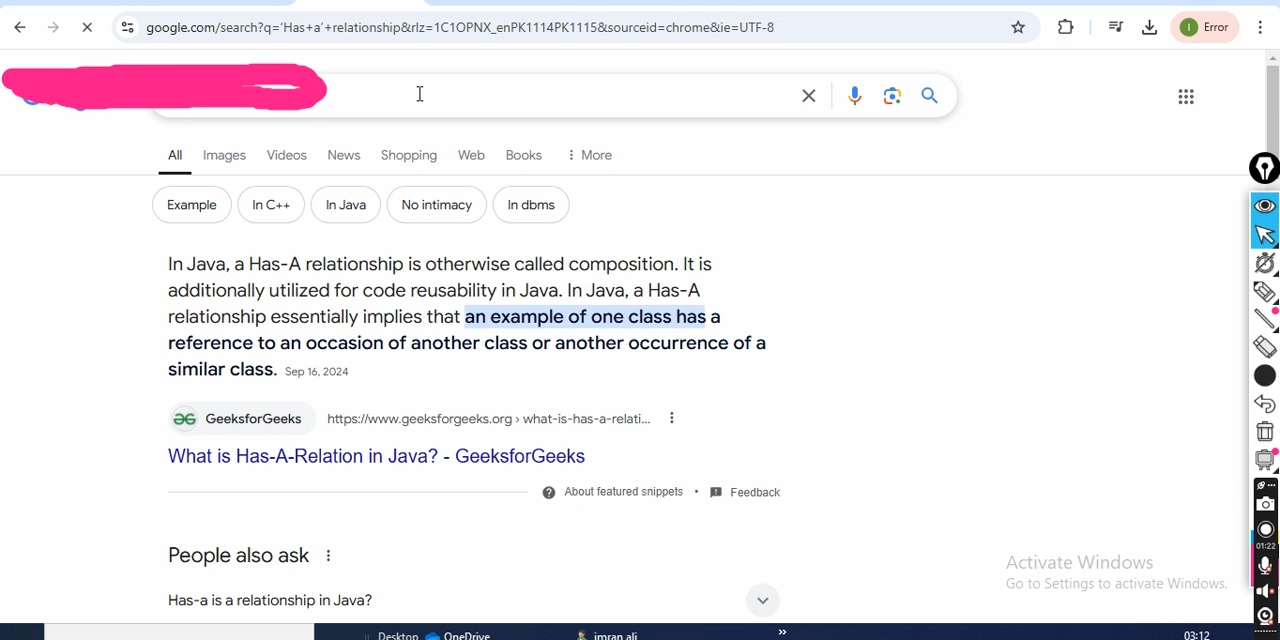 google.com/search?q='Has+a'+relationship&rlz=1C1OPNX_enPK1114PK1115&sourceid=chrome&ie=UTF-8
I Error
All Images Videos News Shopping Web Books More
Example In C++ In Java No intimacy In dbms
In Java, a Has-A relationship is otherwise called composition. It is
additionally utilized for code reusability in Java. In Java, a Has-A
relationship essentially implies that an example of one class has a
reference to an occasion of another class or another occurrence of a
similar class. Sep 16, 2024
GeeksforGeeks https://www.geeksforgeeks.org › what-is-has-a-relati...
What is Has-A-Relation in Java? - GeeksforGeeks
About featured snippets • Feedback
People also ask
Has-a is a relationship in Java?
Activate Windows
Go to Settings to activate Windows.
01:22
Desktop OneDrive imran ali 03:12